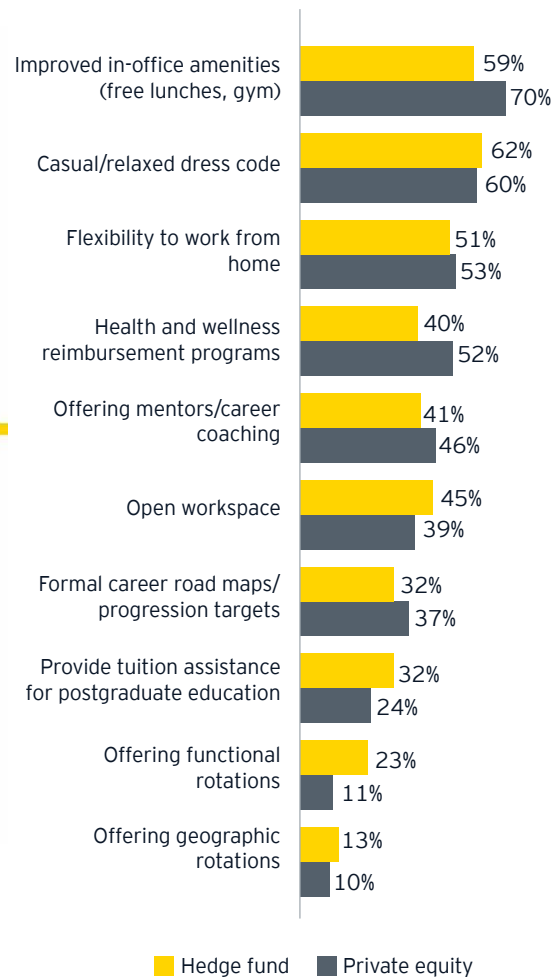 Improved in-office amenities
(free lunches, gym)
59%
70%
Casual/relaxed dress code
62%
60%
Flexibility to work from
home
51%
53%
Health and wellness
reimbursement programs
40%
52%
Offering mentors/career
coaching
41%
46%
Open workspace
45%
39%
Formal career road maps/
progression targets
32%
37%
Provide tuition assistance
for postgraduate education
32%
24%
Offering functional
rotations
23%
11%
Offering geographic
rotations
13%
10%
Hedge fund
Private equity